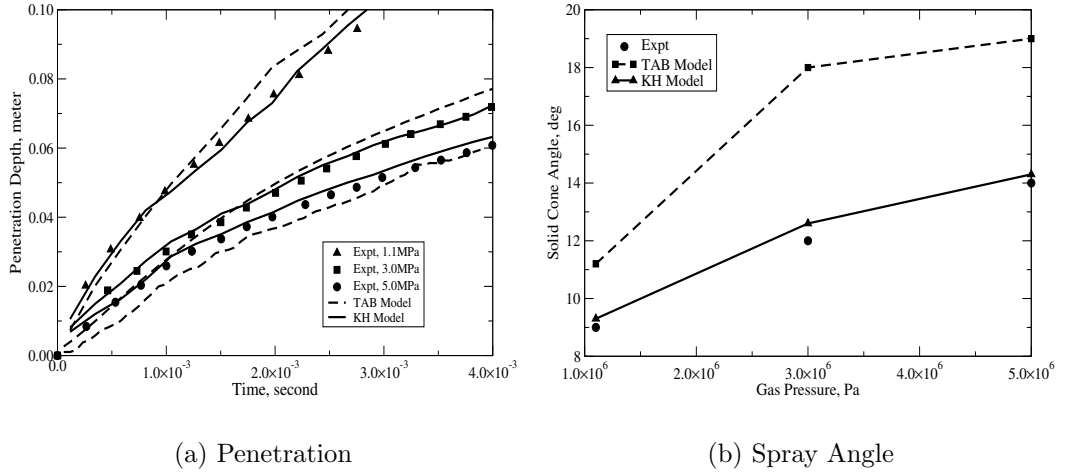 0.10
0.08
0.06
0.04
0.02
0.00
Penetration Depth, meter
Expt, 1.1MPa
Expt, 3.0MPa
Expt, 5.0MPa
TAB Model
KH Model
0.0 1.0×10⁻³ 2.0×10⁻³ 3.0×10⁻³ 4.0×10⁻³
Time, second
(a) Penetration
20
18
16
14
12
10
8
Solid Cone Angle, deg
Expt
TAB Model
KH Model
1.0×10⁶ 2.0×10⁶ 3.0×10⁶ 4.0×10⁶ 5.0×10⁶
Gas Pressure, Pa
(b) Spray Angle